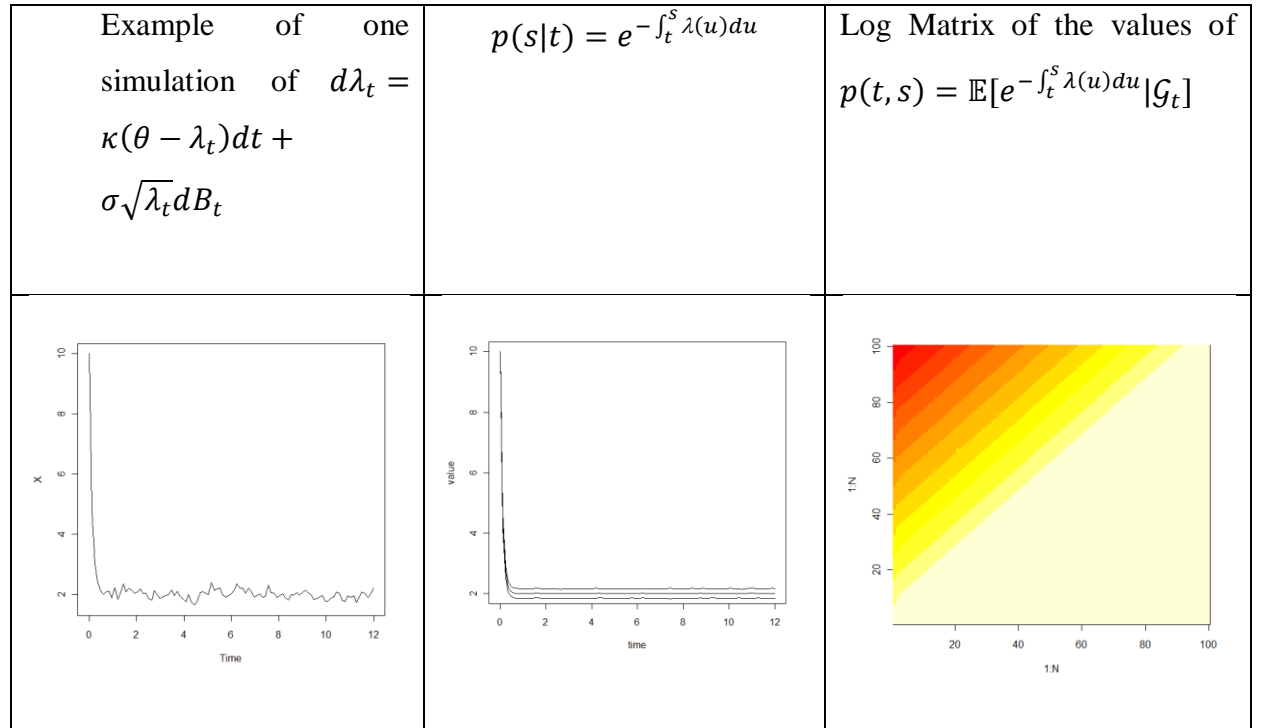 Example of one
simulation of dλ_t =
κ(θ − λ_t)dt +
σ√λ_t dB_t
p(s|t) = e^{−∫_t^s λ(u)du}
Log Matrix of the values of
p(t, s) = 𝔼[e^{−∫_t^s λ(u)du}|𝒢_t]
X
10
8
6
4
2
0 2 4 6 8 10 12
Time
value
10
8
6
4
2
0 2 4 6 8 10 12
time
1:N
100
80
60
40
20
20 40 60 80 100
1:N